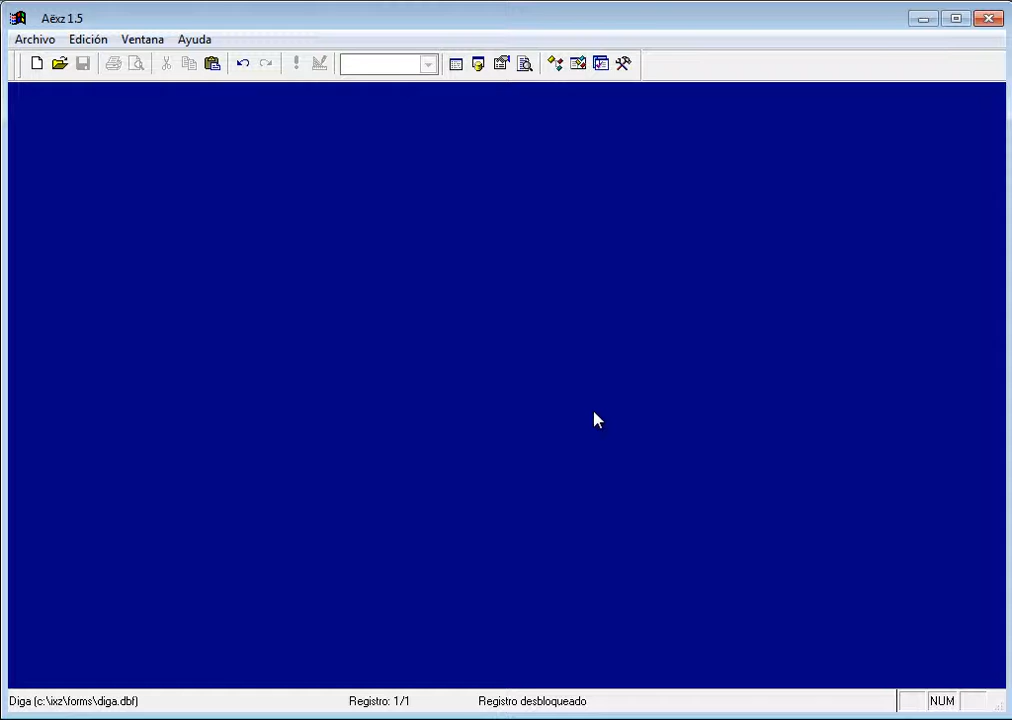 Aëxz 1.5
Archivo Edición Ventana Ayuda
Diga (c:\ixz\forms\diga.dbf) Registro: 1/1 Registro desbloqueado NUM